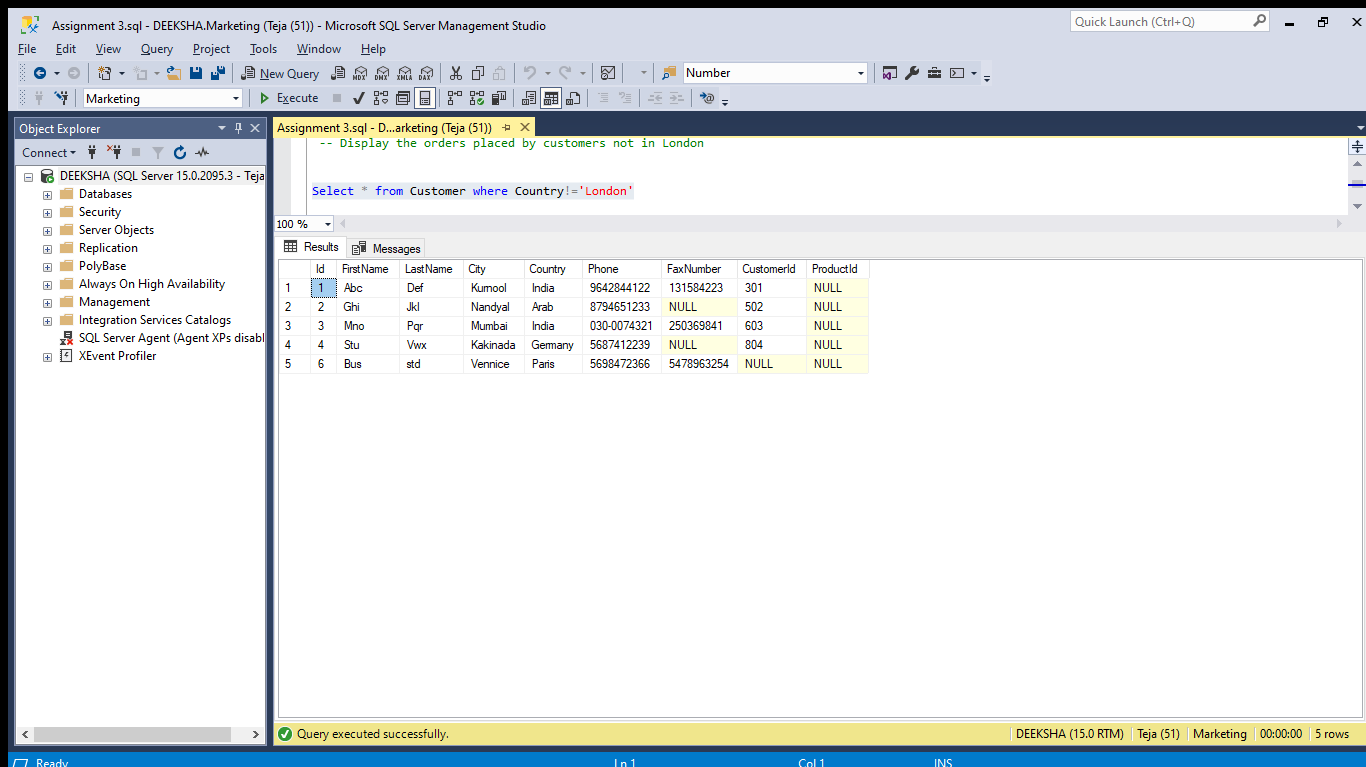 Assignment 3.sql - DEEKSHA.Marketing (Teja (51)) - Microsoft SQL Server Management Studio
Quick Launch (Ctrl+Q)
File Edit View Query Project Tools Window Help
New Query MDX DMX XMLA DAX Number
Marketing Execute
Object Explorer
Assignment 3.sql - D...arketing (Teja (51))
Connect
-- Display the orders placed by customers not in London
Select * from Customer where Country!='London'
DEEKSHA (SQL Server 15.0.2095.3 - Teja
Databases
Security
Server Objects
Replication
PolyBase
Always On High Availability
Management
Integration Services Catalogs
SQL Server Agent (Agent XPs disabl
XEvent Profiler
100 %
Results Messages
Id FirstName LastName City Country Phone FaxNumber CustomerId ProductId
1 1 Abc Def Kurnool India 9642844122 131584223 301 NULL
2 2 Ghi Jkl Nandyal Arab 8794651233 NULL 502 NULL
3 3 Mno Pqr Mumbai India 030-0074321 250369841 603 NULL
4 4 Stu Vwx Kakinada Germany 5687412239 NULL 804 NULL
5 6 Bus std Vennice Paris 5698472366 5478963254 NULL NULL
Query executed successfully. DEEKSHA (15.0 RTM) Teja (51) Marketing 00:00:00 5 rows
Ready Ln 1 Col 1 INS